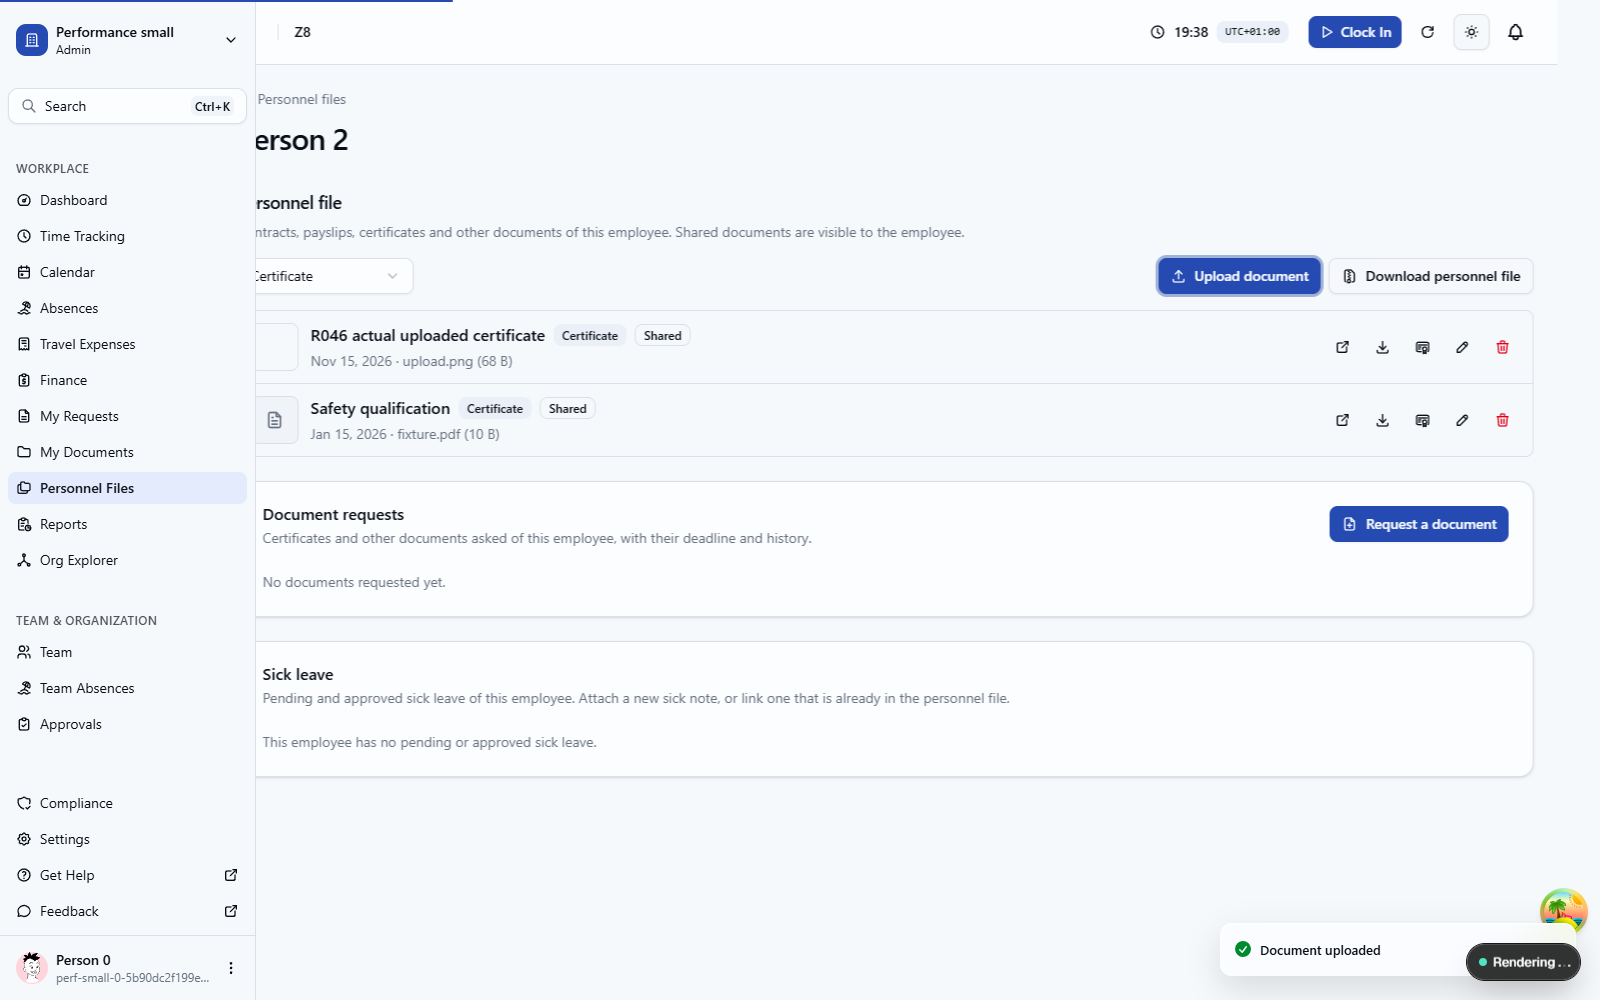 Performance small
Admin
Search
Ctrl+K
WORKPLACE
Dashboard
Time Tracking
Calendar
Absences
Travel Expenses
Finance
My Requests
My Documents
Personnel Files
Reports
Org Explorer
TEAM & ORGANIZATION
Team
Team Absences
Approvals
Compliance
Settings
Get Help
Feedback
Person 0
perf-small-0-5b90dc2f199e...
Z8
19:38
UTC+01:00
Clock In
Personnel files
erson 2
rsonnel file
ntracts, payslips, certificates and other documents of this employee. Shared documents are visible to the employee.
Certificate
Upload document
Download personnel file
R046 actual uploaded certificate
Certificate
Shared
Nov 15, 2026 · upload.png (68 B)
Safety qualification
Certificate
Shared
Jan 15, 2026 · fixture.pdf (10 B)
Document requests
Certificates and other documents asked of this employee, with their deadline and history.
Request a document
No documents requested yet.
Sick leave
Pending and approved sick leave of this employee. Attach a new sick note, or link one that is already in the personnel file.
This employee has no pending or approved sick leave.
Document uploaded
Rendering...